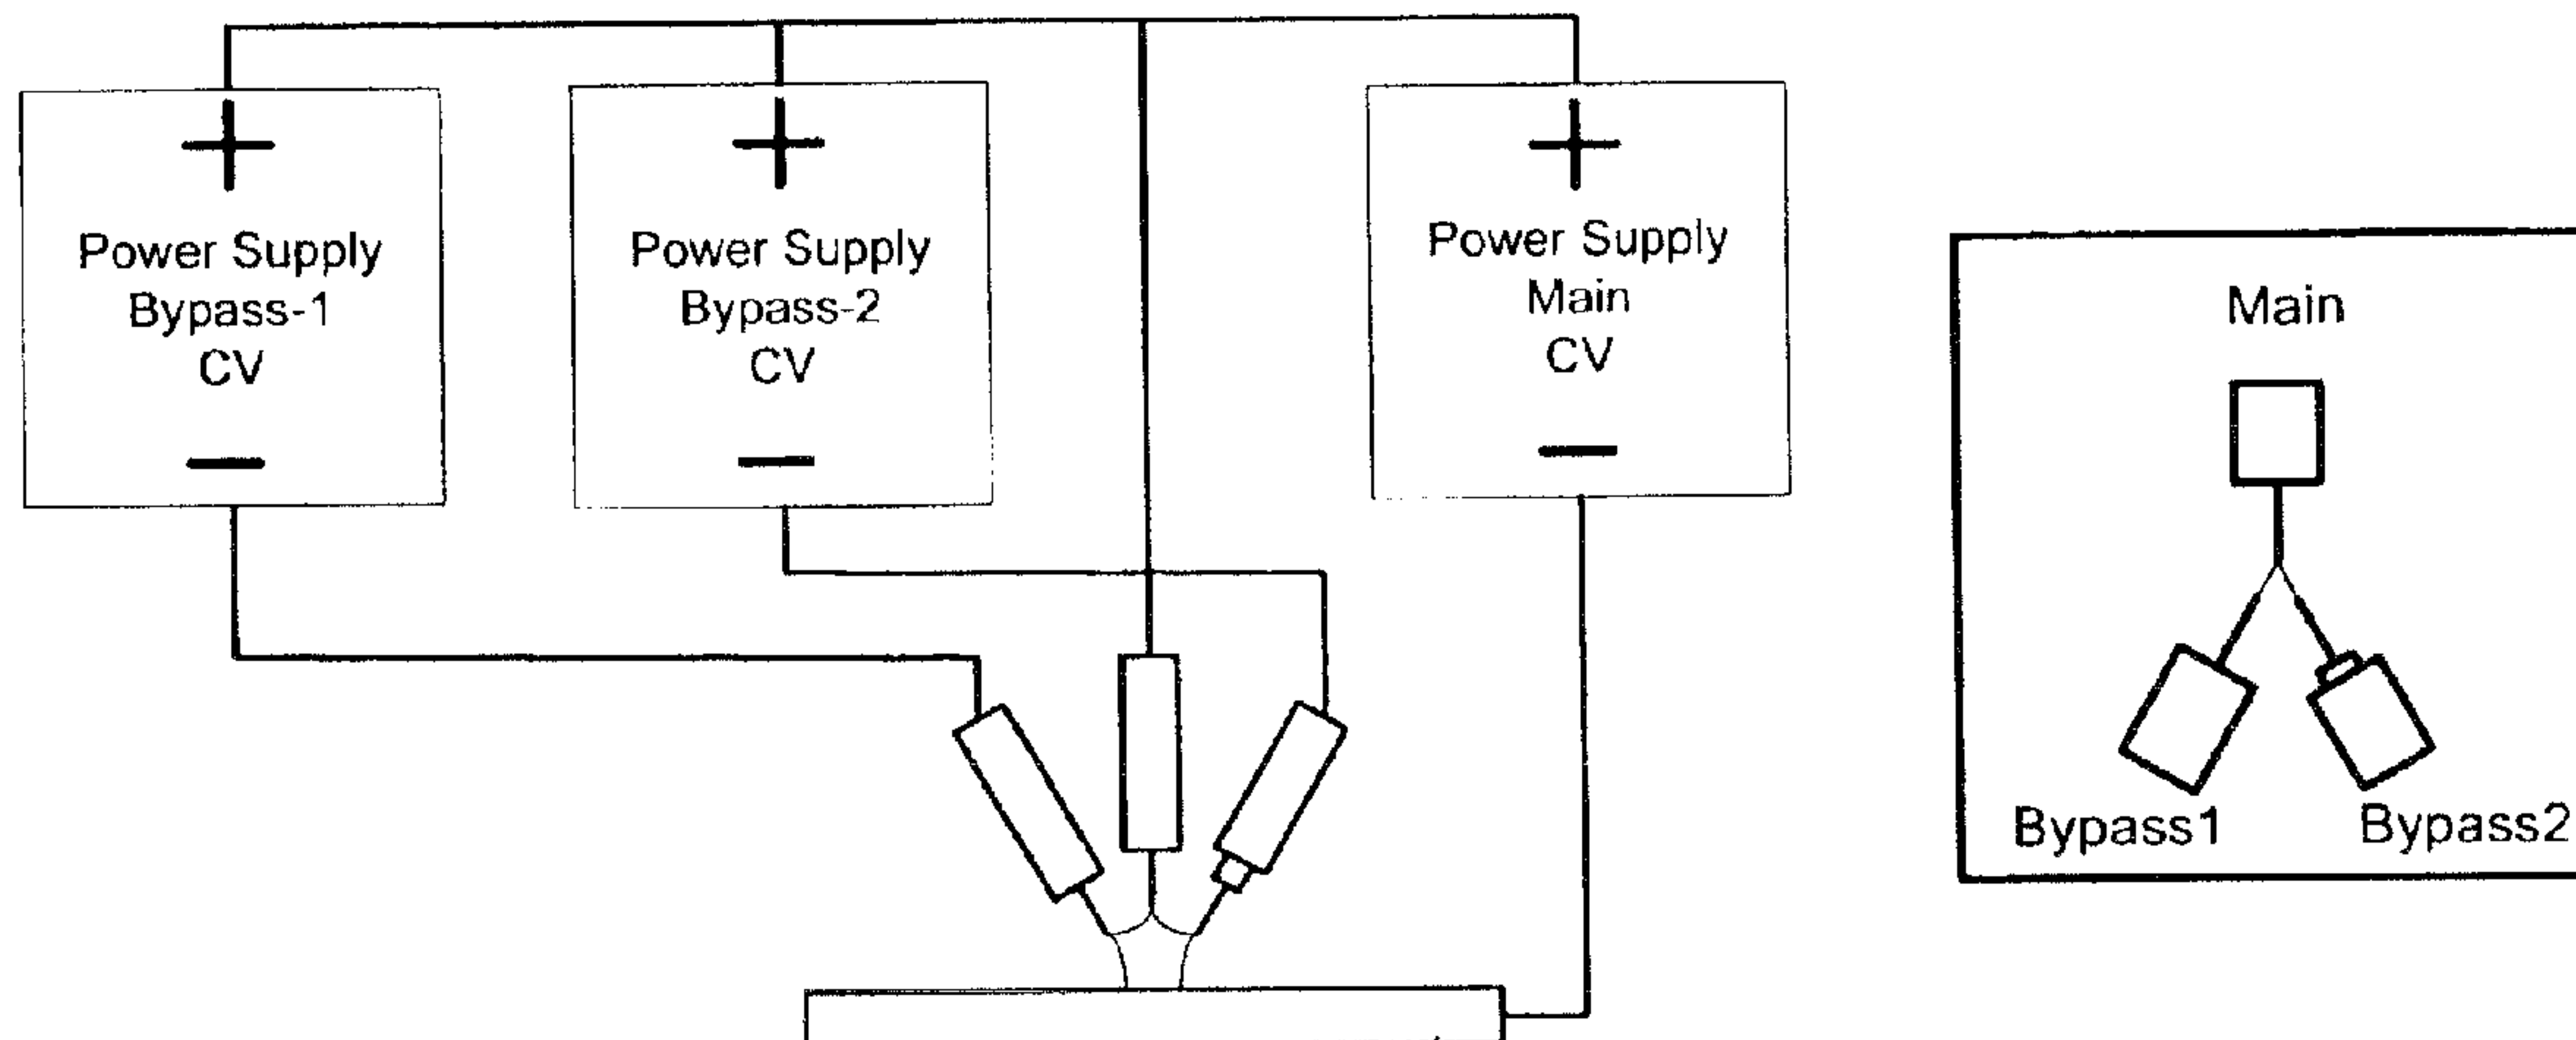 Power Supply
Bypass-1
CV
Power Supply
Bypass-2
CV
Power Supply
Main
CV
Main
Bypass1
Bypass2